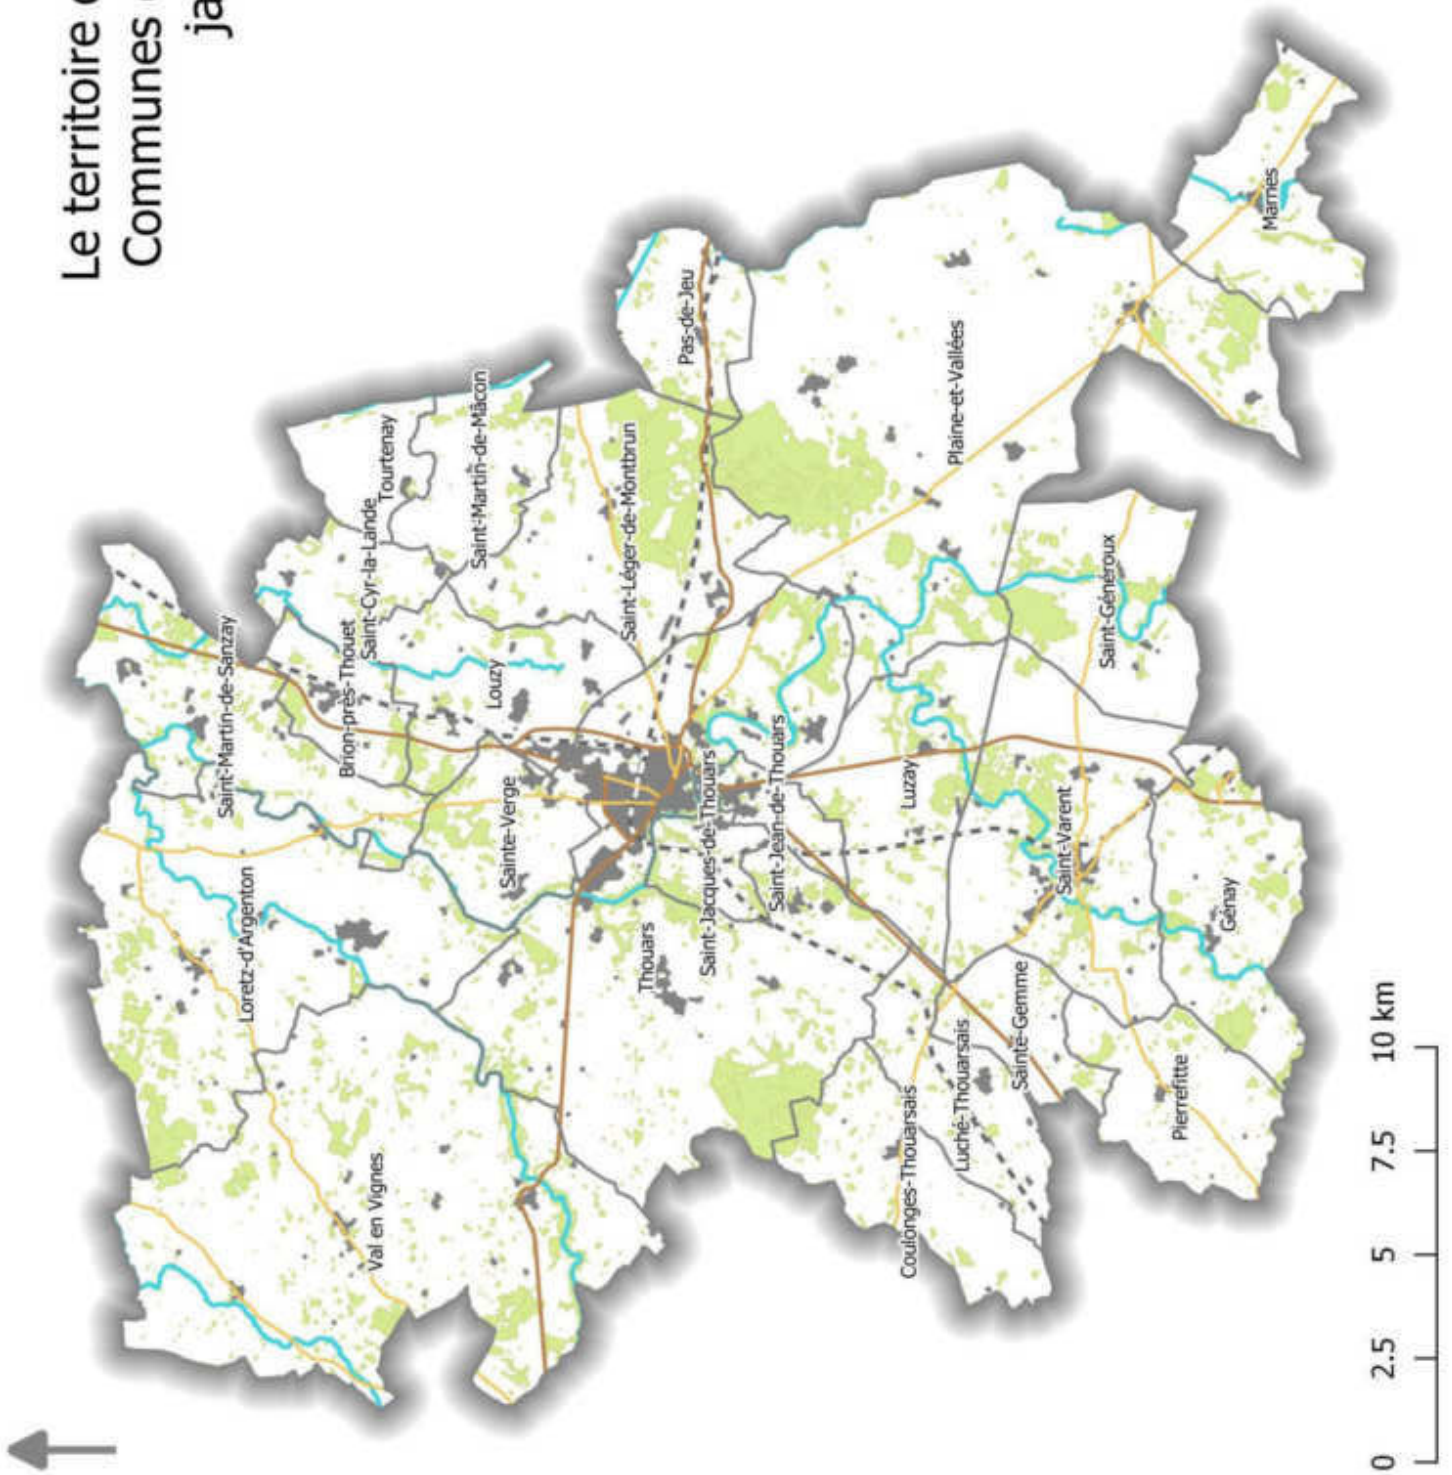 Le territoire
Communes
Saint-Martin-de-Sanzay
Loretz-d'Argenton
Brion-près-Thouet
Saint-Cyr-la-Lande
Val en Vignes
Tourtenay
Saint-Martin-de-Mâcon
Louzy
Sainte-Verge
Saint-Léger-de-Montbrun
Thouars
Pas-de-Jeu
Saint-Jacques-de-Thouars
Saint-Jean-de-Thouars
Coulonges-Thouarsais
Luzay
Plaine-et-Vallées
Luché-Thouarsais
Sainte-Gemme
Saint-Varent
Saint-Généroux
Pierrefitte
Glénay
Marnes
0 2.5 5 7.5 10 km